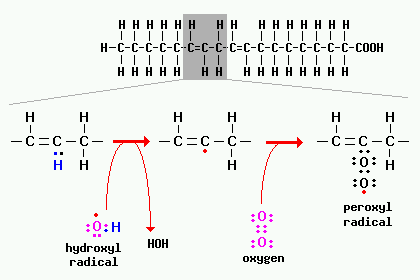 H H H H H H H H H H H H H H H
H-C-C-C-C-C-C=C-C-C=C-C-C-C-C-C-C-C-COOH
H H H H H H H H H H H H H H H
H H
–C=C–C–
H H
H H
–C=C–C–
H
H H
–C=C–C–
O H
O
O H
hydroxyl
radical
HOH
O
O
oxygen
peroxyl
radical